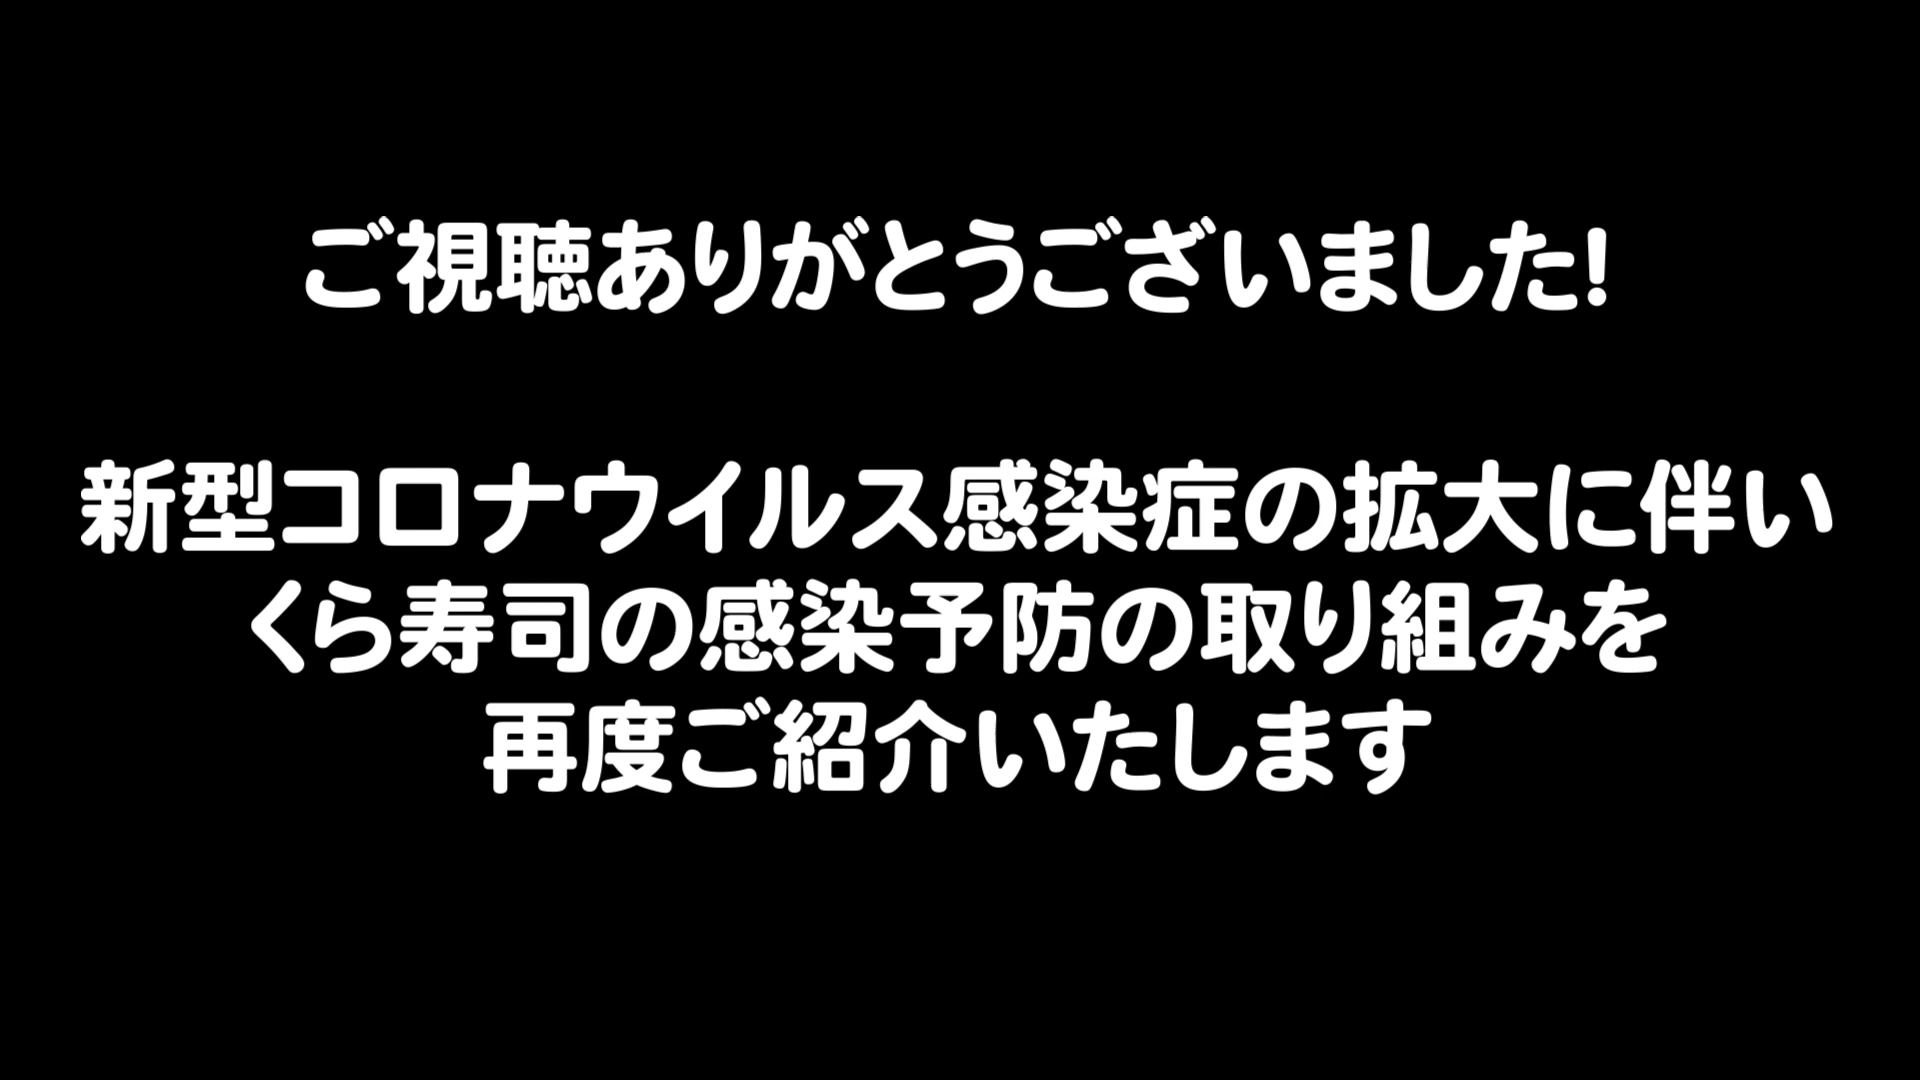 ご視聴ありがとうございました!
新型コロナウイルス感染症の拡大に伴い
くら寿司の感染予防の取り組みを
再度ご紹介いたします